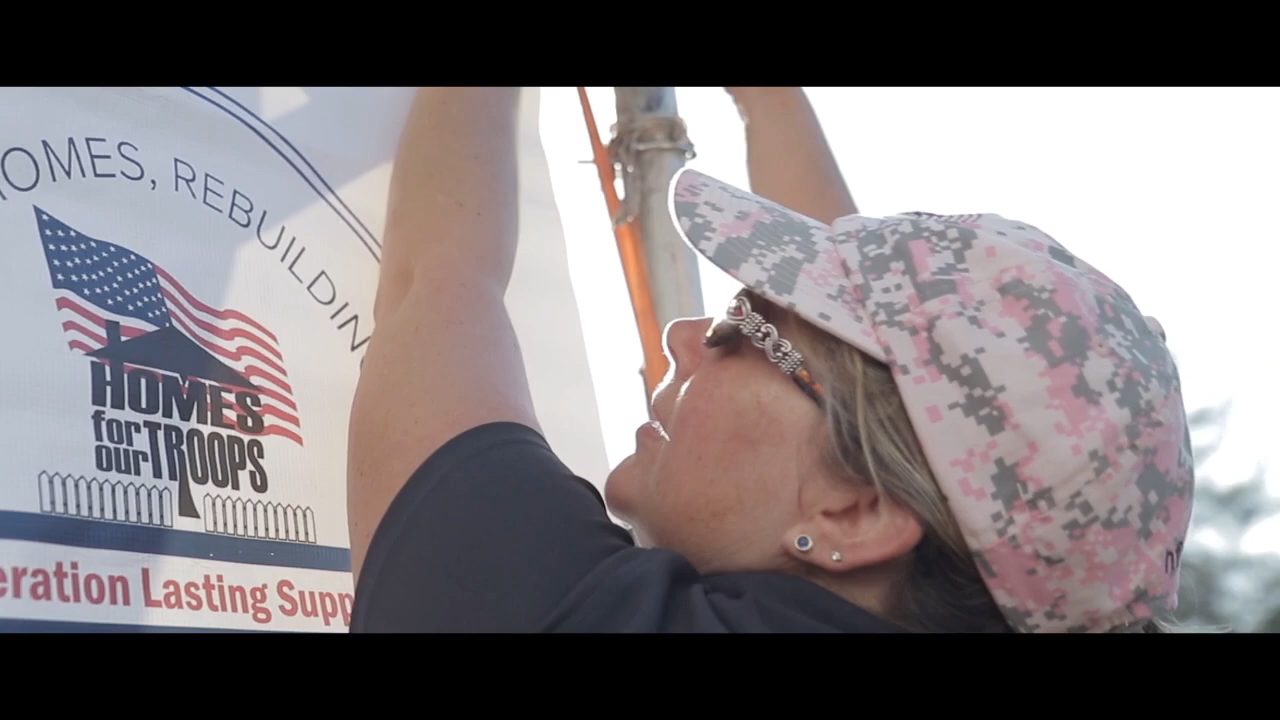 OMES, REBUILDIN
HOMES
for
our TROOPS
eration Lasting Supp